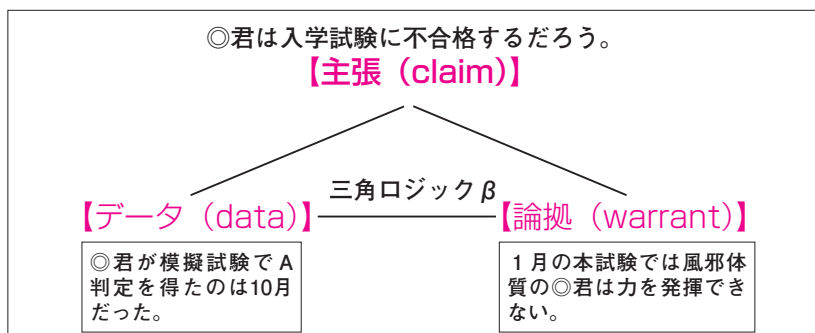 ◎君は入学試験に不合格するだろう。
【主張（claim）】
三角ロジックβ
【データ（data）】
【論拠（warrant）】
◎君が模擬試験でA
判定を得たのは10月
だった。
１月の本試験では風邪体
質の◎君は力を発揮でき
ない。